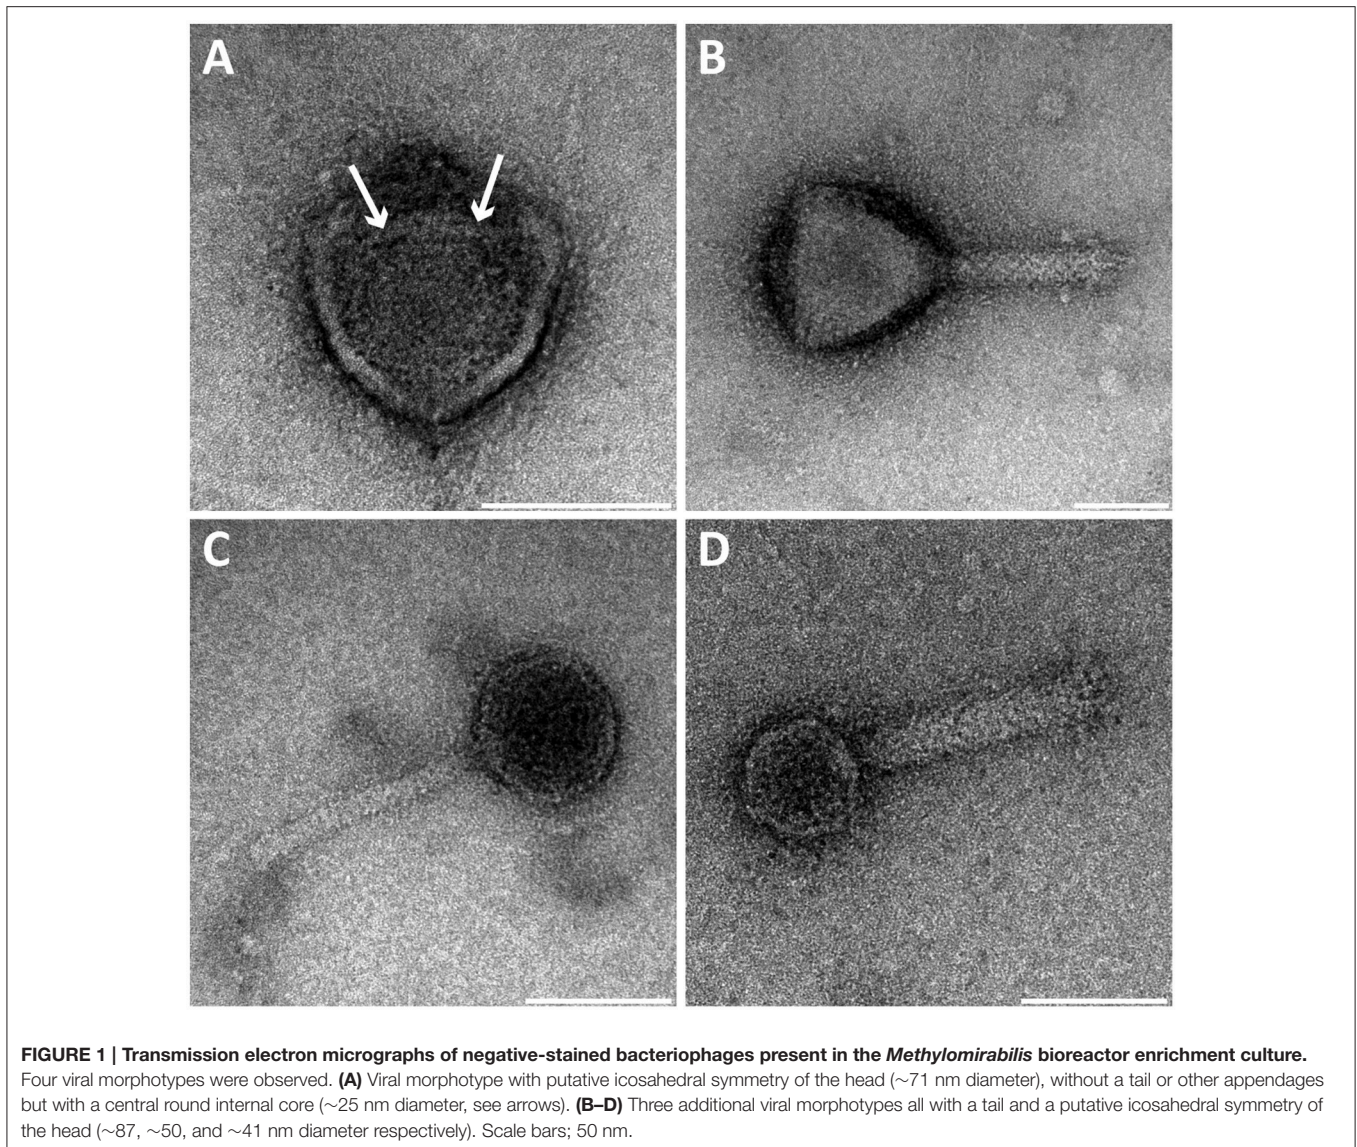 A
B
C
D
FIGURE 1 | Transmission electron micrographs of negative-stained bacteriophages present in the Methylomirabilis bioreactor enrichment culture.
Four viral morphotypes were observed. (A) Viral morphotype with putative icosahedral symmetry of the head (∼71 nm diameter), without a tail or other appendages
but with a central round internal core (∼25 nm diameter, see arrows). (B–D) Three additional viral morphotypes all with a tail and a putative icosahedral symmetry of
the head (∼87, ∼50, and ∼41 nm diameter respectively). Scale bars; 50 nm.